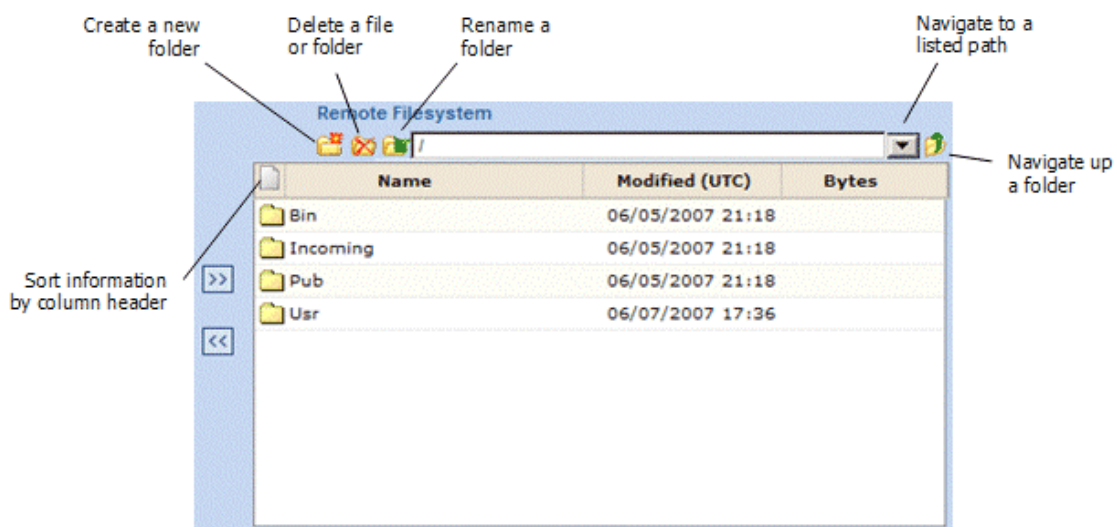 Create a new
folder
Delete a file
or folder
Rename a
folder
Navigate to a
listed path
Remote Filesystem
/
Navigate up
a folder
Name Modified (UTC) Bytes
Bin 06/05/2007 21:18
Incoming 06/05/2007 21:18
Pub 06/05/2007 21:18
Usr 06/07/2007 17:36
Sort information
by column header
>>
<<